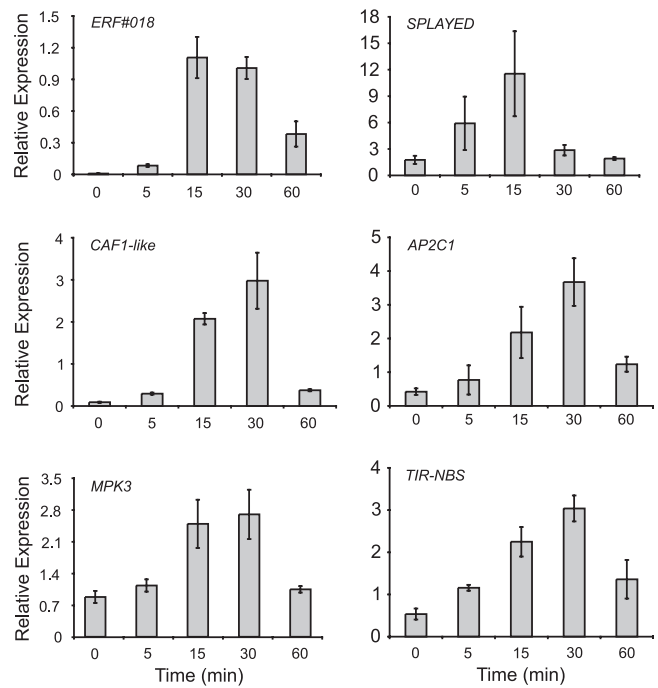 ERF#018
Relative Expression
1.5
1.2
0.9
0.6
0.3
0
0 5 15 30 60
SPLAYED
18
15
12
9
6
3
0
0 5 15 30 60
CAF1-like
Relative Expression
4
3
2
1
0
0 5 15 30 60
AP2C1
5
4
3
2
1
0
0 5 15 30 60
MPK3
Relative Expression
3.5
2.8
2.1
1.4
0.7
0
0 5 15 30 60
Time (min)
TIR-NBS
4
3
2
1
0
0 5 15 30 60
Time (min)